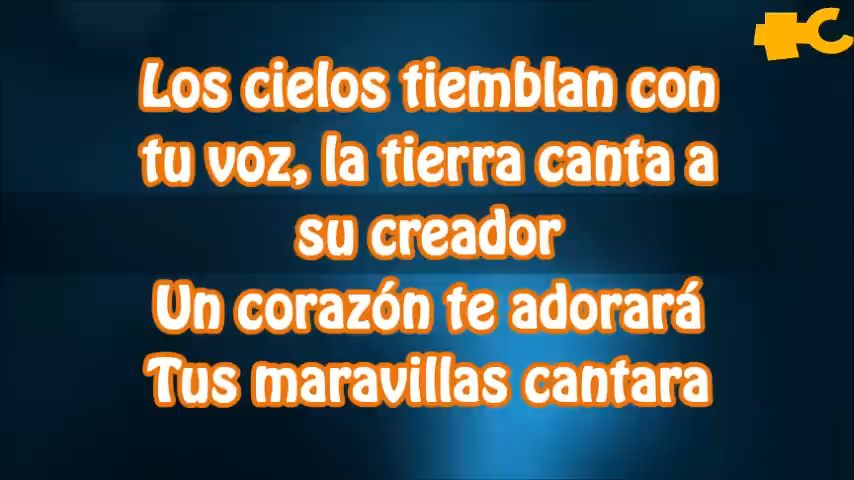 Los cielos tiemblan con
tu voz, la tierra canta a
su creador
Un corazón te adorará
Tus maravillas cantara